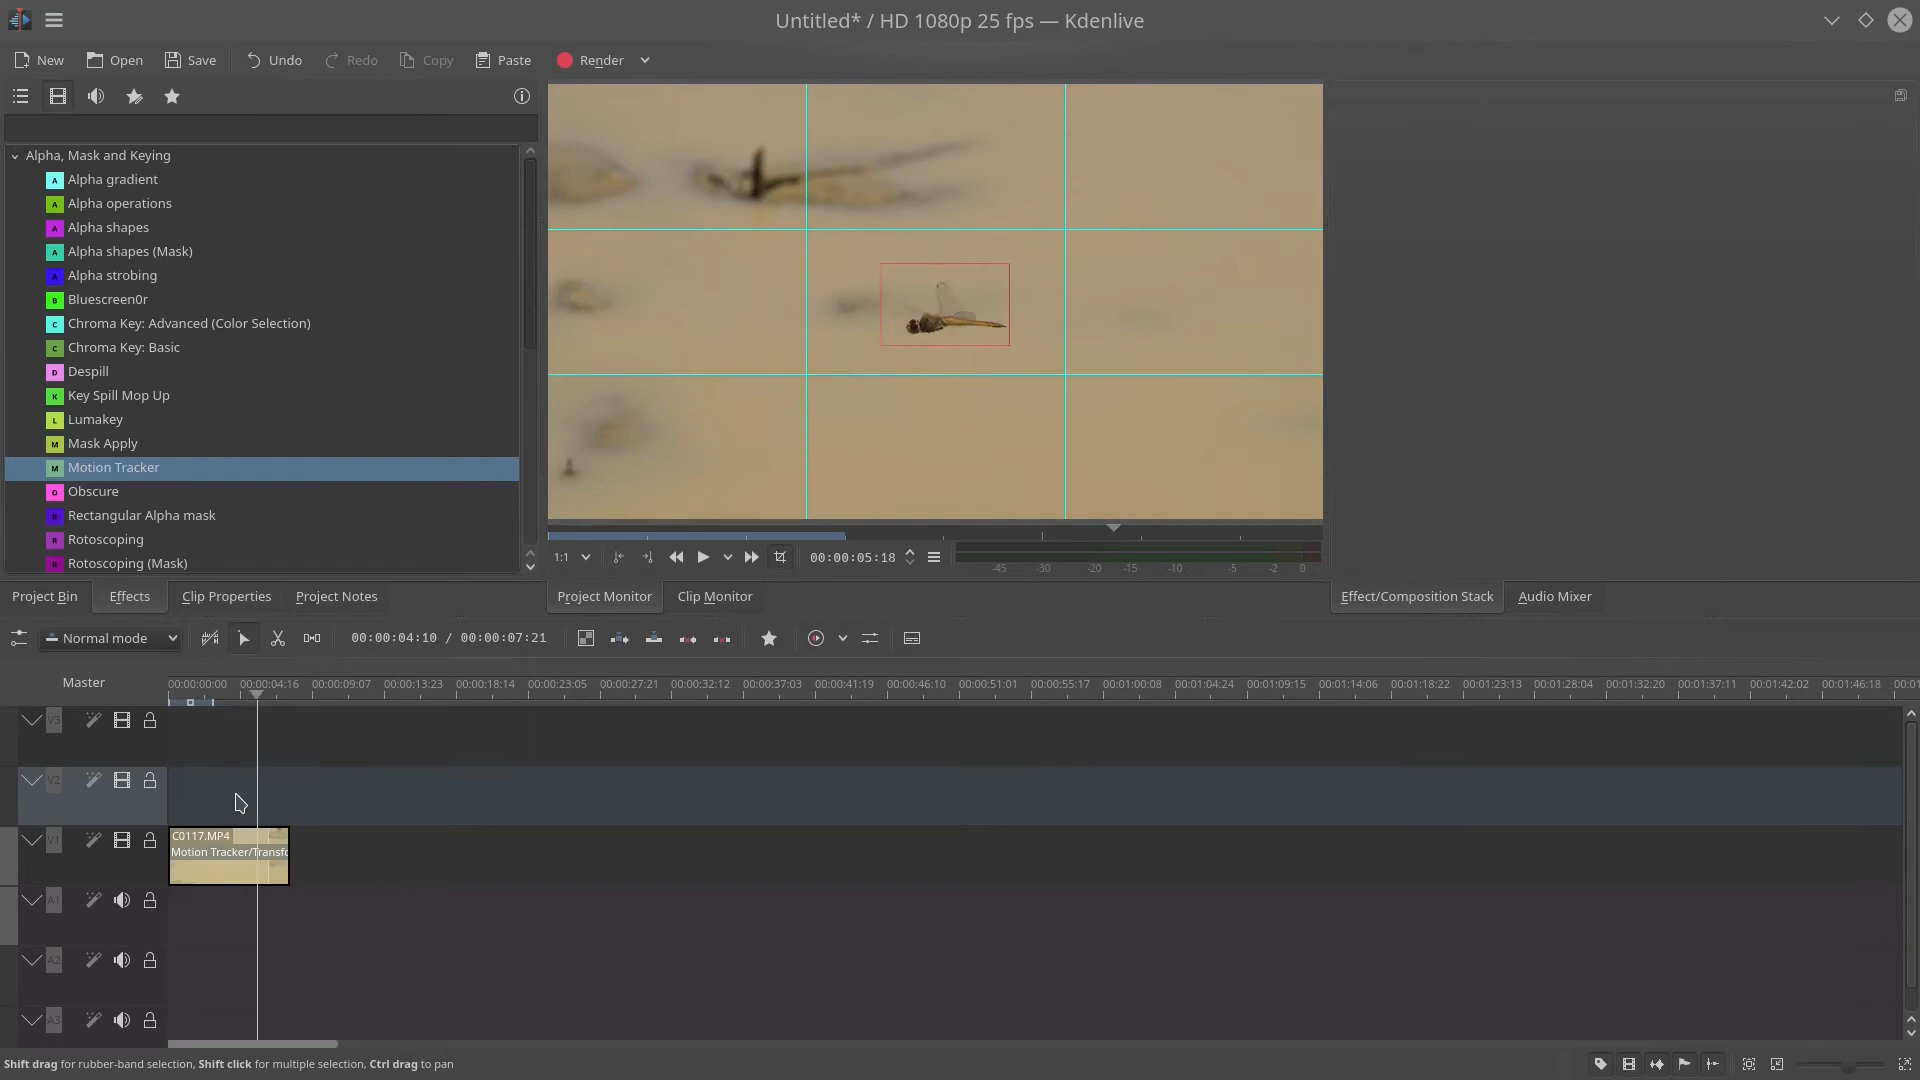 Untitled* / HD 1080p 25 fps — Kdenlive
New Open Save Undo Redo Copy Paste Render
Alpha, Mask and Keying
A Alpha gradient
A Alpha operations
A Alpha shapes
A Alpha shapes (Mask)
A Alpha strobing
B Bluescreen0r
C Chroma Key: Advanced (Color Selection)
C Chroma Key: Basic
D Despill
K Key Spill Mop Up
L Lumakey
M Mask Apply
M Motion Tracker
O Obscure
R Rectangular Alpha mask
R Rotoscoping
R Rotoscoping (Mask)
1:1 00:00:05:18
-45 -30 -20 -15 -10 -5 -2 0
Project Bin Effects Clip Properties Project Notes Project Monitor Clip Monitor Effect/Composition Stack Audio Mixer
Normal mode 00:00:04:10 / 00:00:07:21
Master
00:00:00:00 00:00:04:16 00:00:09:07 00:00:13:23 00:00:18:14 00:00:23:05 00:00:27:21 00:00:32:12 00:00:37:03 00:00:41:19 00:00:46:10 00:00:51:01 00:00:55:17 00:01:00:08 00:01:04:24 00:01:09:15 00:01:14:06 00:01:18:22 00:01:23:13 00:01:28:04 00:01:32:20 00:01:37:11 00:01:42:02 00:01:46:18 00:01
V3
V2
V1
C0117.MP4
Motion Tracker/Transfo
A1
A2
A3
Shift drag for rubber-band selection, Shift click for multiple selection, Ctrl drag to pan